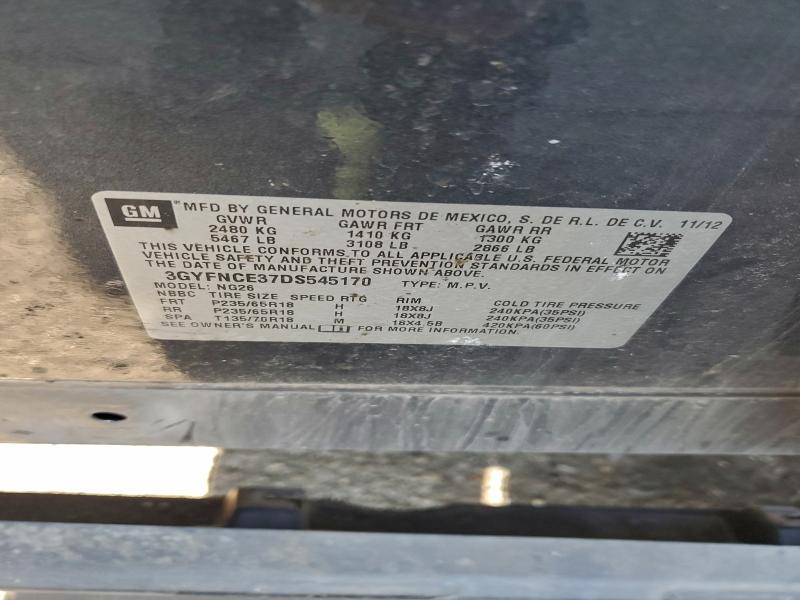 GM ® MFD BY GENERAL MOTORS DE MEXICO, S. DE R.L. DE C.V. 11/12
GVWR GAWR FRT GAWR RR
2480 KG 1410 KG 1300 KG
5467 LB 3108 LB 2866 LB
THIS VEHICLE CONFORMS TO ALL APPLICABLE U.S. FEDERAL MOTOR
VEHICLE SAFETY AND THEFT PREVENTION STANDARDS IN EFFECT ON
THE DATE OF MANUFACTURE SHOWN ABOVE.
3GYFNCE37DS545170 TYPE: M.P.V.
MODEL: NG26
NBBC TIRE SIZE SPEED RTG RIM COLD TIRE PRESSURE
FRT P235/65R18 H 18X8J 240KPA(35PSI)
RR P235/65R18 H 18X8J 240KPA(35PSI)
SPA T135/70R18 M 18X4.5B 420KPA(60PSI)
SEE OWNER'S MANUAL FOR MORE INFORMATION.